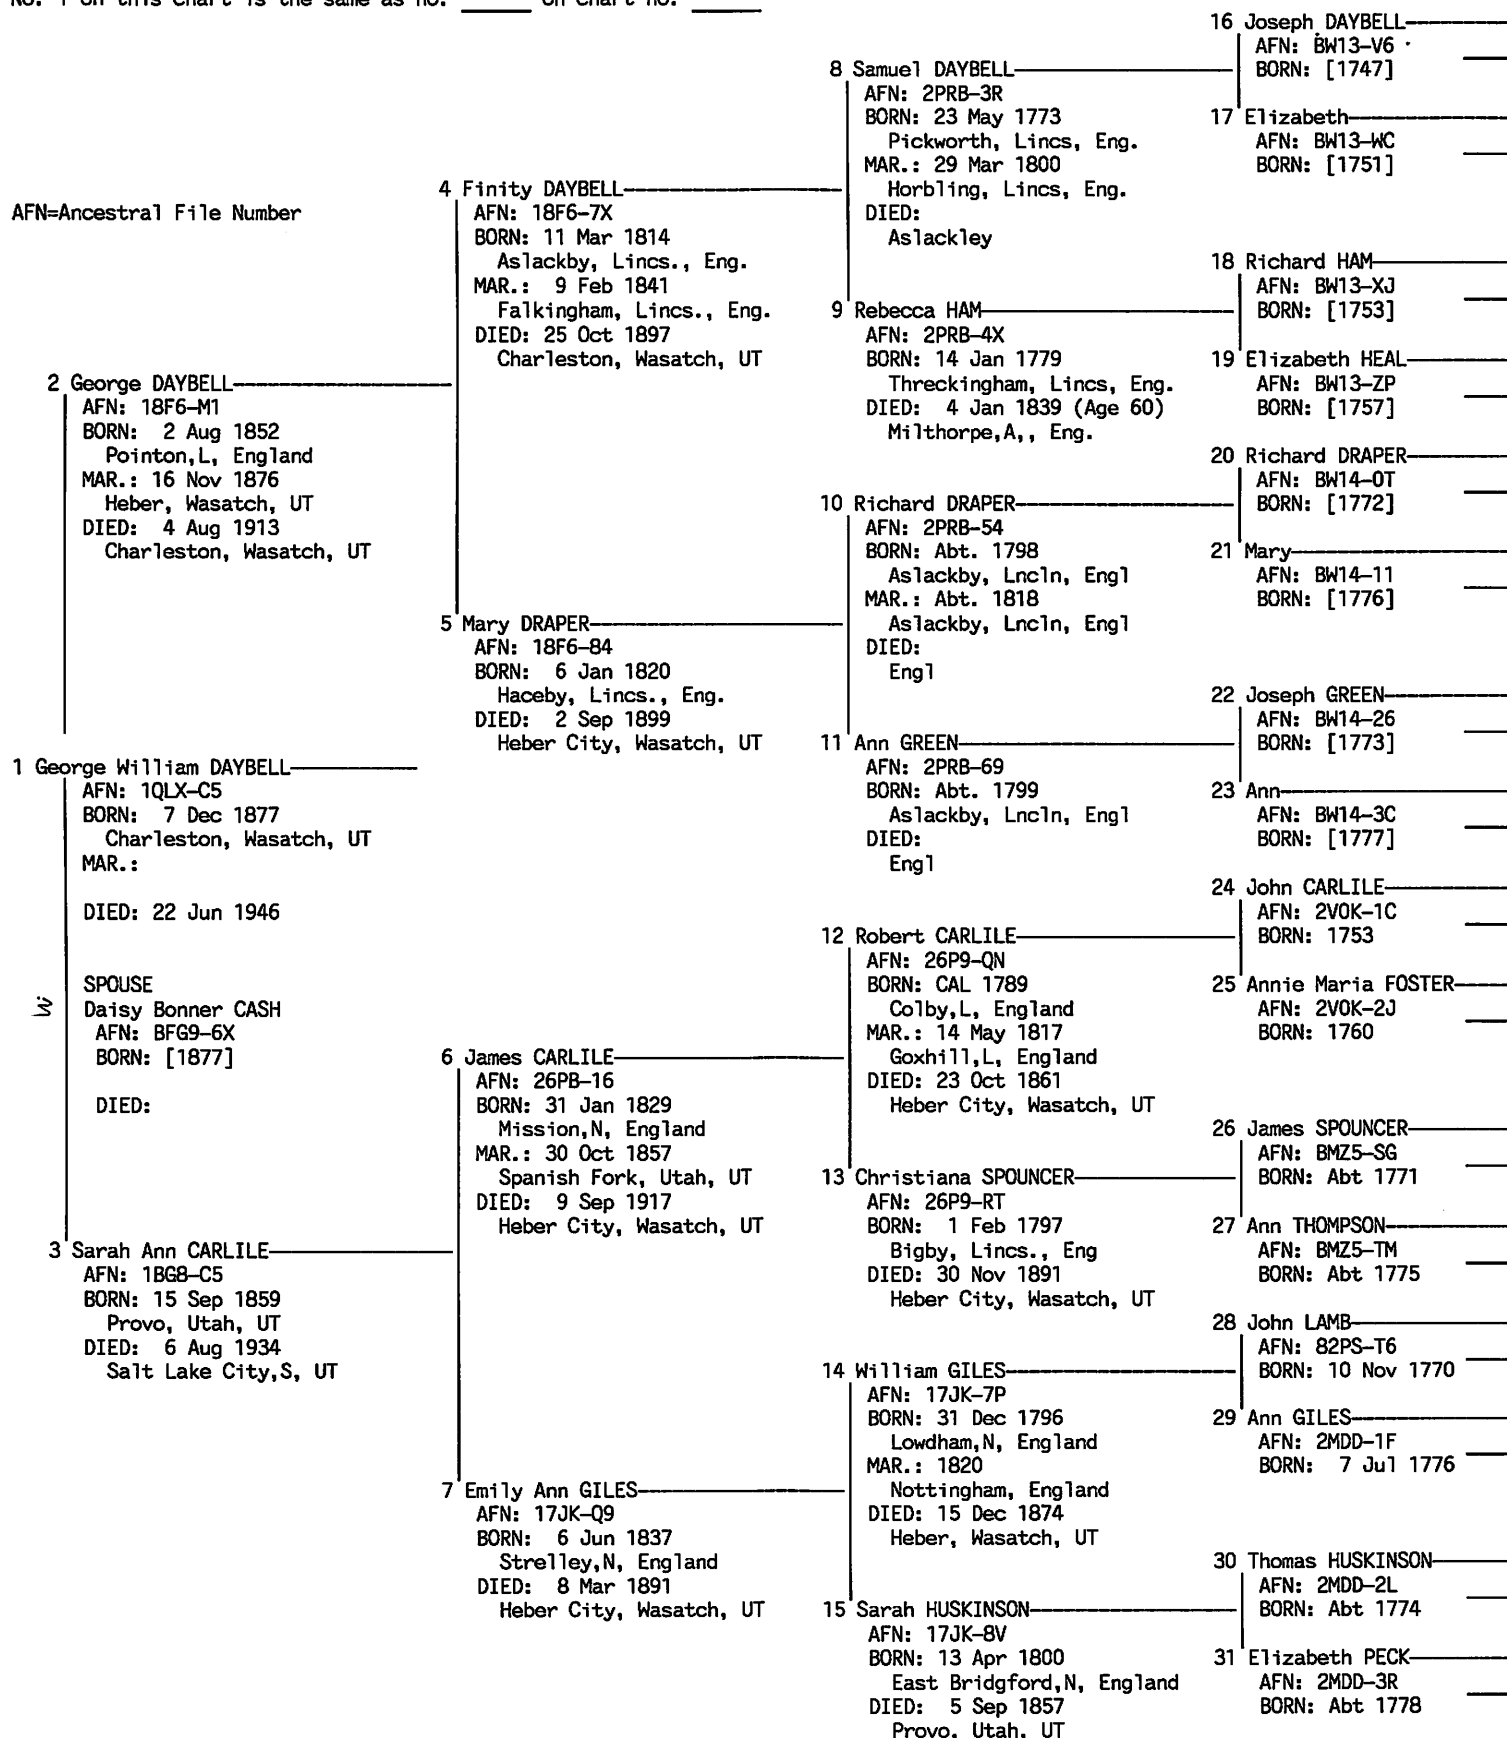 No. 1 on this chart is the same as no. ______ on chart no. ______
AFN=Ancestral File Number
1 George William DAYBELL
AFN: 1QLX-C5
BORN: 7 Dec 1877
Charleston, Wasatch, UT
MAR.:
DIED: 22 Jun 1946
SPOUSE
Daisy Bonner CASH
AFN: BFG9-6X
BORN: [1877]
DIED:
2 George DAYBELL
AFN: 18F6-M1
BORN: 2 Aug 1852
Pointon,L, England
MAR.: 16 Nov 1876
Heber, Wasatch, UT
DIED: 4 Aug 1913
Charleston, Wasatch, UT
3 Sarah Ann CARLILE
AFN: 1BG8-C5
BORN: 15 Sep 1859
Provo, Utah, UT
DIED: 6 Aug 1934
Salt Lake City,S, UT
4 Finity DAYBELL
AFN: 18F6-7X
BORN: 11 Mar 1814
Aslackby, Lincs., Eng.
MAR.: 9 Feb 1841
Falkingham, Lincs., Eng.
DIED: 25 Oct 1897
Charleston, Wasatch, UT
5 Mary DRAPER
AFN: 18F6-84
BORN: 6 Jan 1820
Haceby, Lincs., Eng.
DIED: 2 Sep 1899
Heber City, Wasatch, UT
6 James CARLILE
AFN: 26PB-16
BORN: 31 Jan 1829
Mission,N, England
MAR.: 30 Oct 1857
Spanish Fork, Utah, UT
DIED: 9 Sep 1917
Heber City, Wasatch, UT
7 Emily Ann GILES
AFN: 17JK-Q9
BORN: 6 Jun 1837
Strelley,N, England
DIED: 8 Mar 1891
Heber City, Wasatch, UT
8 Samuel DAYBELL
AFN: 2PRB-3R
BORN: 23 May 1773
Pickworth, Lincs, Eng.
MAR.: 29 Mar 1800
Horbling, Lincs, Eng.
DIED:
Aslackley
9 Rebecca HAM
AFN: 2PRB-4X
BORN: 14 Jan 1779
Threckingham, Lincs, Eng.
DIED: 4 Jan 1839 (Age 60)
Milthorpe,A,, Eng.
10 Richard DRAPER
AFN: 2PRB-54
BORN: Abt. 1798
Aslackby, Lncln, Engl
MAR.: Abt. 1818
Aslackby, Lncln, Engl
DIED:
Engl
11 Ann GREEN
AFN: 2PRB-69
BORN: Abt. 1799
Aslackby, Lncln, Engl
DIED:
Engl
12 Robert CARLILE
AFN: 26P9-QN
BORN: CAL 1789
Colby,L, England
MAR.: 14 May 1817
Goxhill,L, England
DIED: 23 Oct 1861
Heber City, Wasatch, UT
13 Christiana SPOUNCER
AFN: 26P9-RT
BORN: 1 Feb 1797
Bigby, Lincs., Eng
DIED: 30 Nov 1891
Heber City, Wasatch, UT
14 William GILES
AFN: 17JK-7P
BORN: 31 Dec 1796
Lowdham,N, England
MAR.: 1820
Nottingham, England
DIED: 15 Dec 1874
Heber, Wasatch, UT
15 Sarah HUSKINSON
AFN: 17JK-8V
BORN: 13 Apr 1800
East Bridgford,N, England
DIED: 5 Sep 1857
Provo, Utah, UT
16 Joseph DAYBELL
AFN: BW13-V6
BORN: [1747]
17 Elizabeth
AFN: BW13-WC
BORN: [1751]
18 Richard HAM
AFN: BW13-XJ
BORN: [1753]
19 Elizabeth HEAL
AFN: BW13-ZP
BORN: [1757]
20 Richard DRAPER
AFN: BW14-0T
BORN: [1772]
21 Mary
AFN: BW14-11
BORN: [1776]
22 Joseph GREEN
AFN: BW14-26
BORN: [1773]
23 Ann
AFN: BW14-3C
BORN: [1777]
24 John CARLILE
AFN: 2V0K-1C
BORN: 1753
25 Annie Maria FOSTER
AFN: 2V0K-2J
BORN: 1760
26 James SPOUNCER
AFN: BMZ5-SG
BORN: Abt 1771
27 Ann THOMPSON
AFN: BMZ5-TM
BORN: Abt 1775
28 John LAMB
AFN: 82PS-T6
BORN: 10 Nov 1770
29 Ann GILES
AFN: 2MDD-1F
BORN: 7 Jul 1776
30 Thomas HUSKINSON
AFN: 2MDD-2L
BORN: Abt 1774
31 Elizabeth PECK
AFN: 2MDD-3R
BORN: Abt 1778